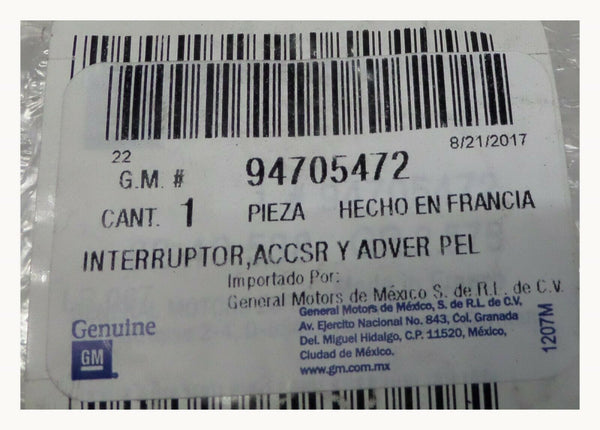 22
8/21/2017
G.M. # 94705472
CANT. 1 PIEZA HECHO EN FRANCIA
INTERRUPTOR,ACCSR Y ADVER PEL
Importado Por:
General Motors de México S. de R.L. de C.V.
General Motors de México, S. de R.L. de C.V,
Av. Ejercito Nacional No. 843, Col. Granada
Del. Miguel Hidalgo, C.P. 11520, México,
Ciudad de México.
www.gm.com.mx
Genuine
GM
1207M